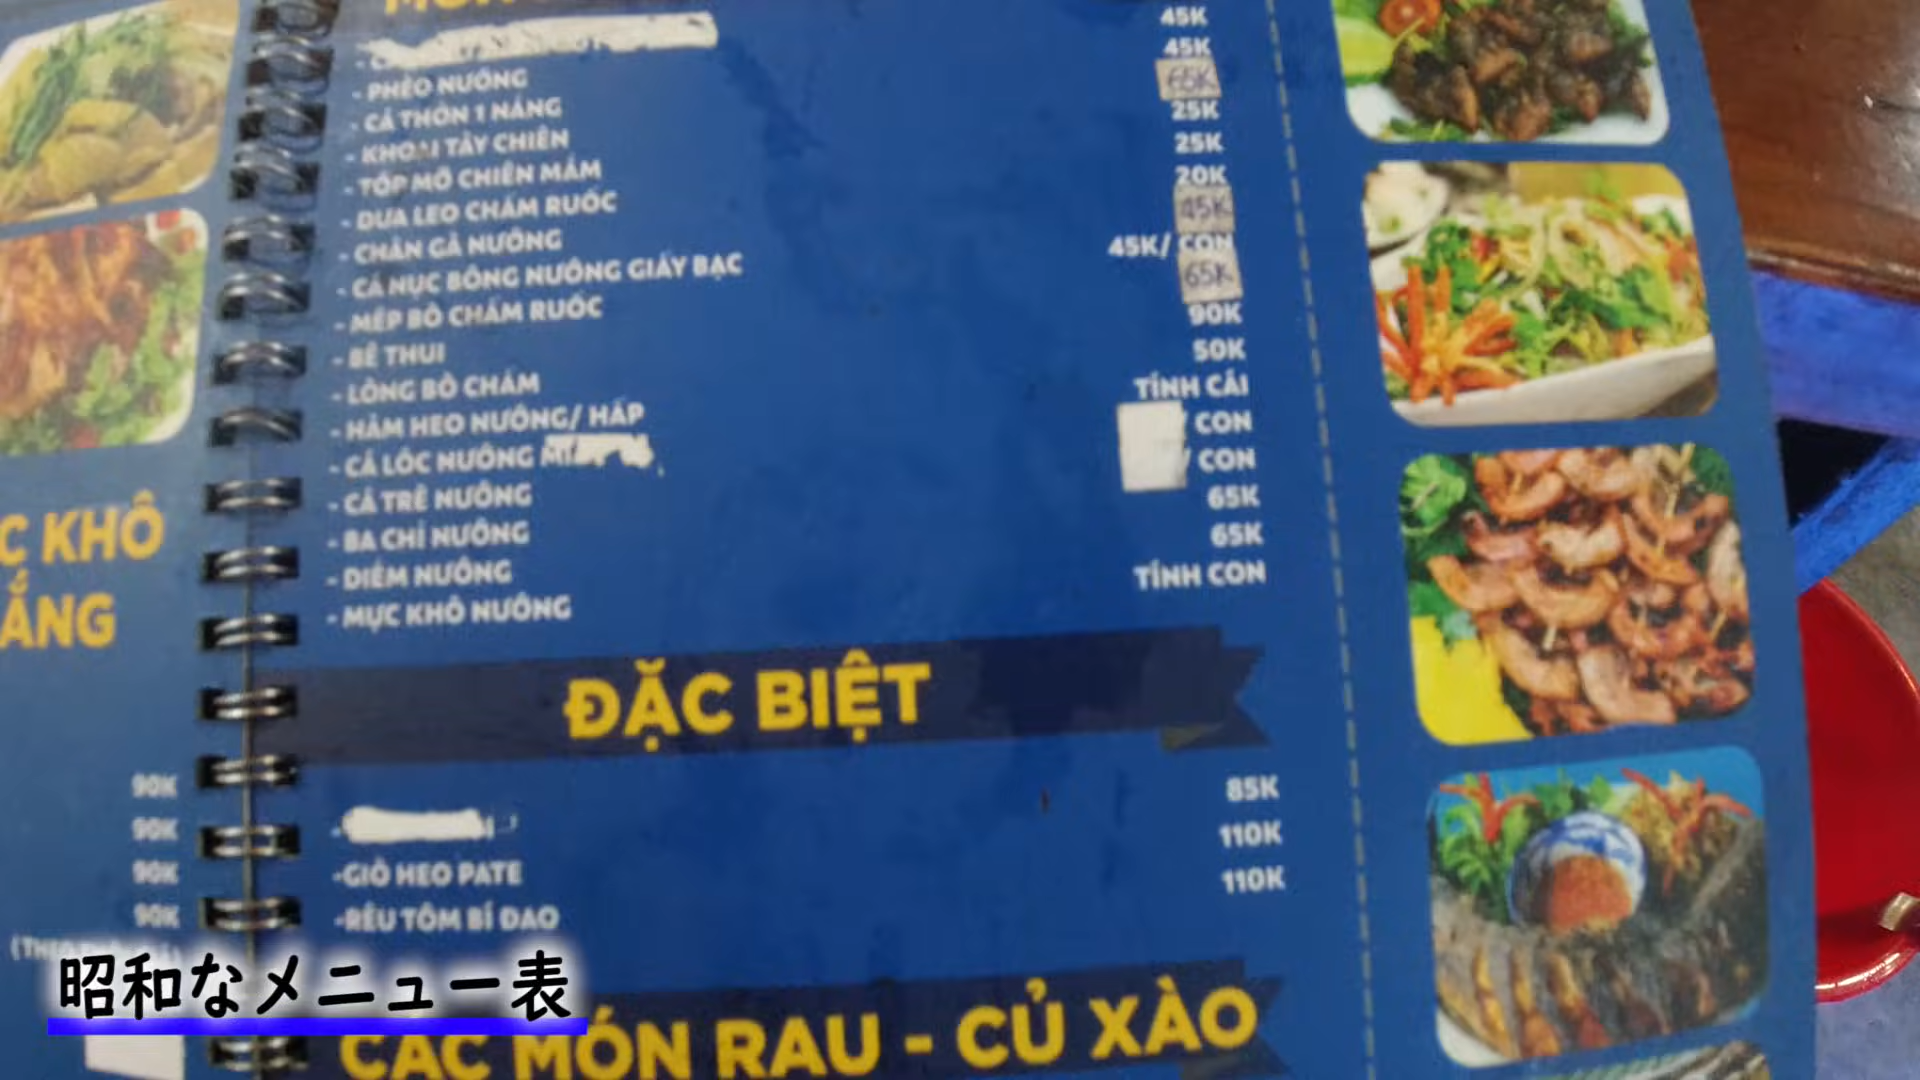 45K
- PHÈO NƯỚNG 45K
- CÁ THÒN 1 NẮNG 65K
- KHOAI TÂY CHIÊN 25K
- TÓP MỠ CHIÊN MẮM 25K
- DƯA LEO CHẤM RUỐC 20K
- CHÂN GÀ NƯỚNG 45K
- CÁ NỤC BÔNG NƯỚNG GIẤY BẠC 45K/ CON
- MÉP BÒ CHẤM RUỐC 65K
- BÊ THUI 90K
- LÒNG BÒ CHẤM 50K
- HÀM HEO NƯỚNG/ HẤP TÍNH CÁI
- CÁ LÓC NƯỚNG / CON
- CÁ TRÊ NƯỚNG / CON
- BA CHỈ NƯỚNG 65K
- DIỀM NƯỚNG 65K
- MỰC KHÔ NƯỚNG TÍNH CON
C KHÔ
ẮNG
90K
90K
90K
90K
ĐẶC BIỆT
85K
-GIÒ HEO PATE 110K
-RÊU TÔM BÍ ĐAO 110K
昭和なメニュー表
CÁC MÓN RAU - CỦ XÀO